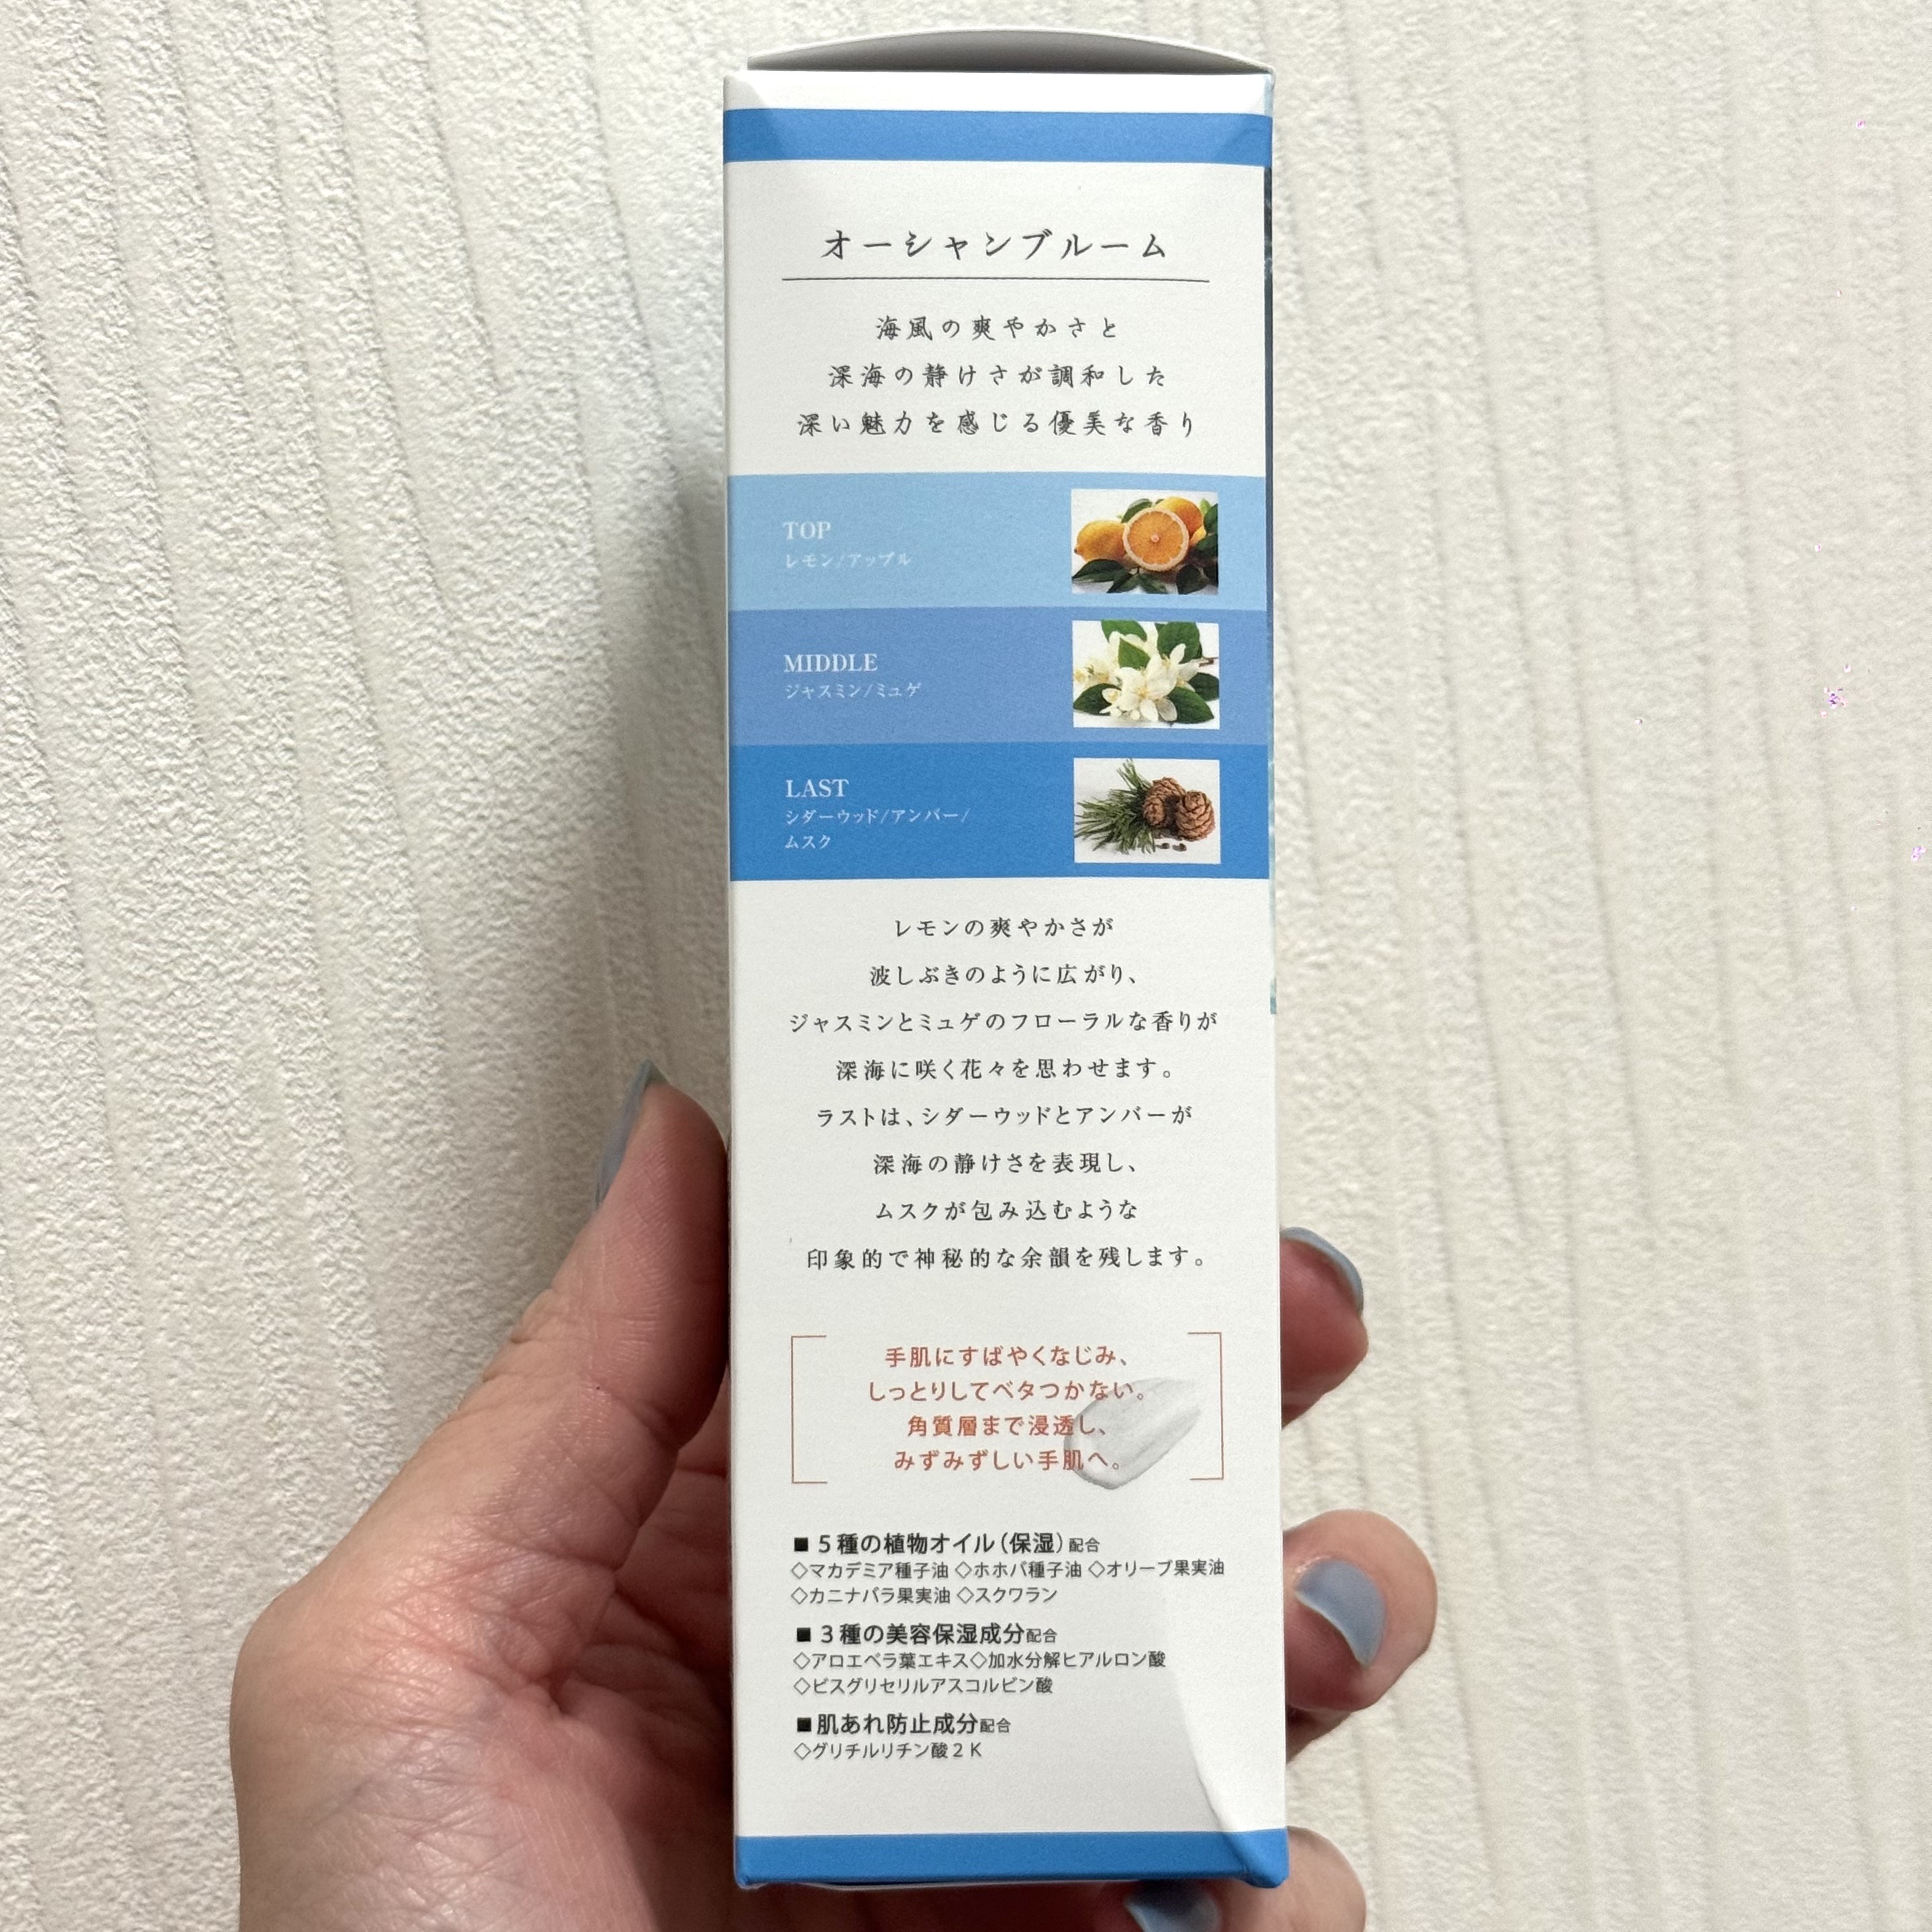 オーシャンブルーム
海風の爽やかさと
深海の静けさが調和した
深い魅力を感じる優美な香り
TOP
レモン/アップル
MIDDLE
ジャスミン/ミュゲ
LAST
シダーウッド/アンバー/
ムスク
レモンの爽やかさが
波しぶきのように広がり、
ジャスミンとミュゲのフローラルな香りが
深海に咲く花々を思わせます。
ラストは、シダーウッドとアンバーが
深海の静けさを表現し、
ムスクが包み込むような
印象的で神秘的な余韻を残します。
手肌にすばやくなじみ、
しっとりしてベタつかない。
角質層まで浸透し、
みずみずしい手肌へ。
■５種の植物オイル（保湿）配合
◇マカデミア種子油 ◇ホホバ種子油 ◇オリーブ果実油
◇カニナバラ果実油 ◇スクワラン
■３種の美容保湿成分配合
◇アロエベラ葉エキス◇加水分解ヒアルロン酸
◇ビスグリセリルアスコルビン酸
■肌あれ防止成分配合
◇グリチルリチン酸２Ｋ